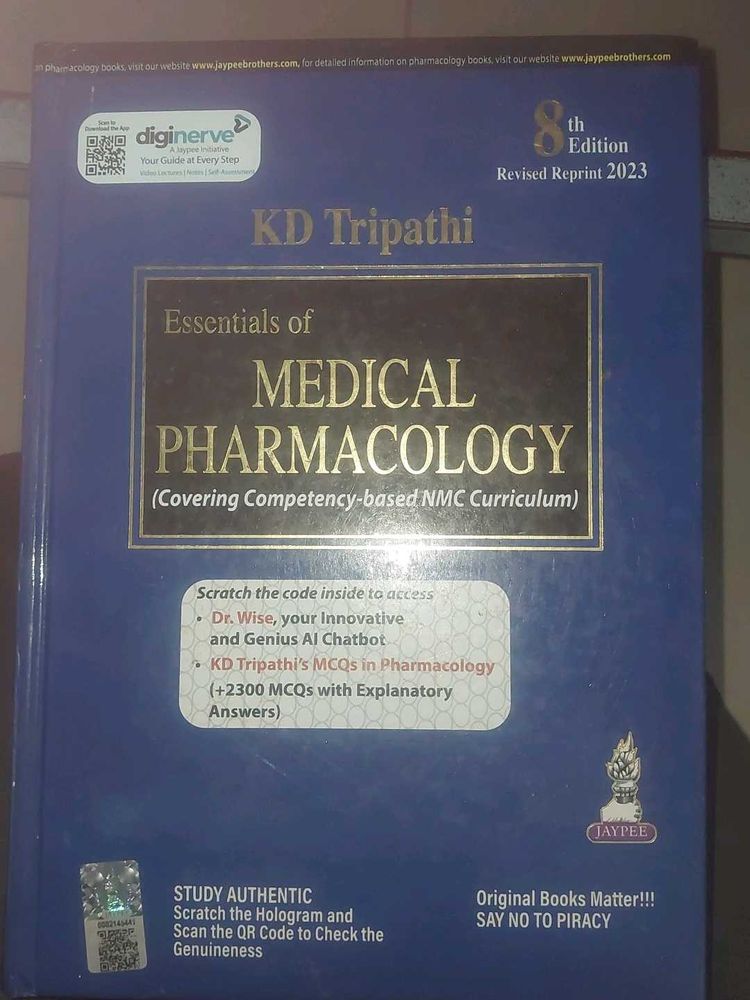 on pharmacology books, visit our website www.jaypeebrothers.com, for detailed information on pharmacology books, visit our website www.jaypeebrothers.com
Scan to
Download the App
diginerve
A Jaypee Initiative
Your Guide at Every Step
Video Lectures | Notes | Self-Assessment
8th
Edition
Revised Reprint 2023
KD Tripathi
Essentials of
MEDICAL
PHARMACOLOGY
(Covering Competency-based NMC Curriculum)
Scratch the code inside to access
• Dr. Wise, your Innovative
and Genius AI Chatbot
• KD Tripathi's MCQs in Pharmacology
(+2300 MCQs with Explanatory
Answers)
JAYPEE
STUDY AUTHENTIC
Scratch the Hologram and
Scan the QR Code to Check the
Genuineness
Original Books Matter!!!
SAY NO TO PIRACY